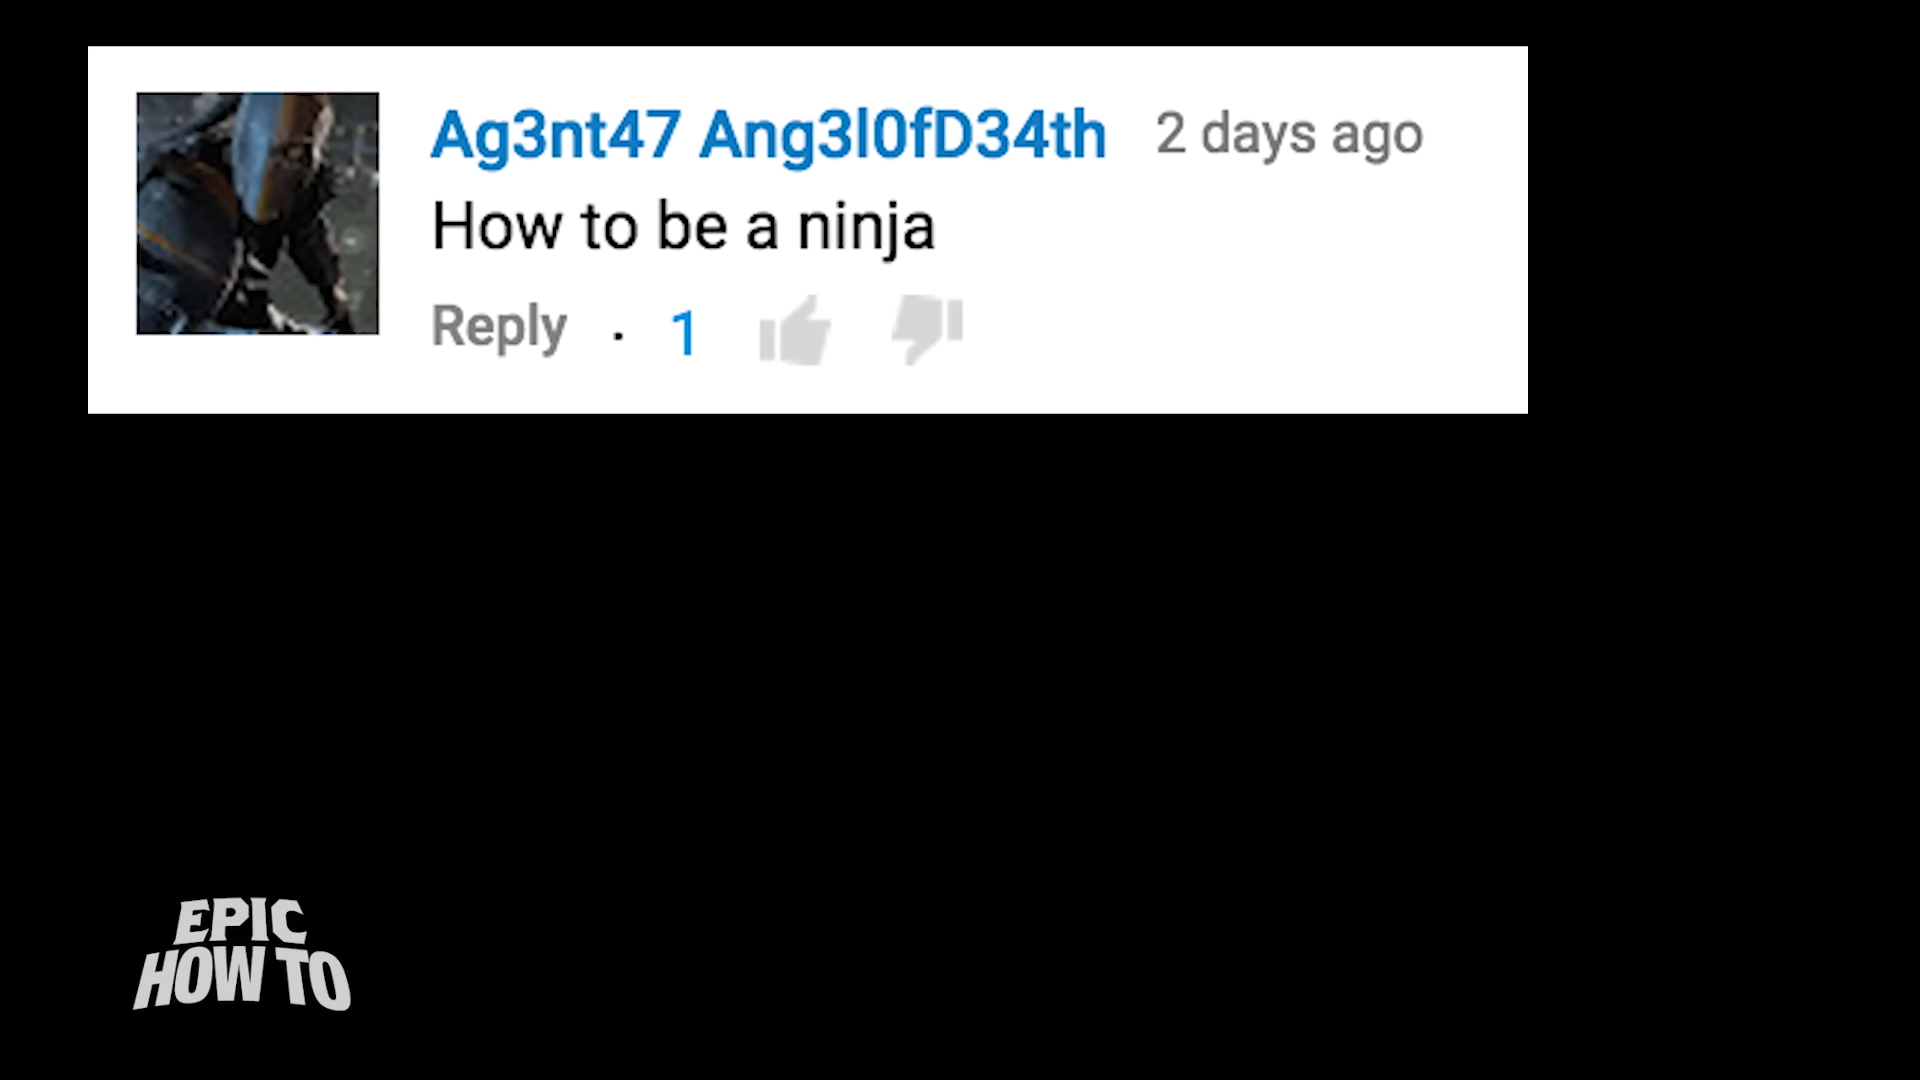 Ag3nt47 Ang3l0fD34th 2 days ago
How to be a ninja
Reply · 1
EPIC
HOW TO